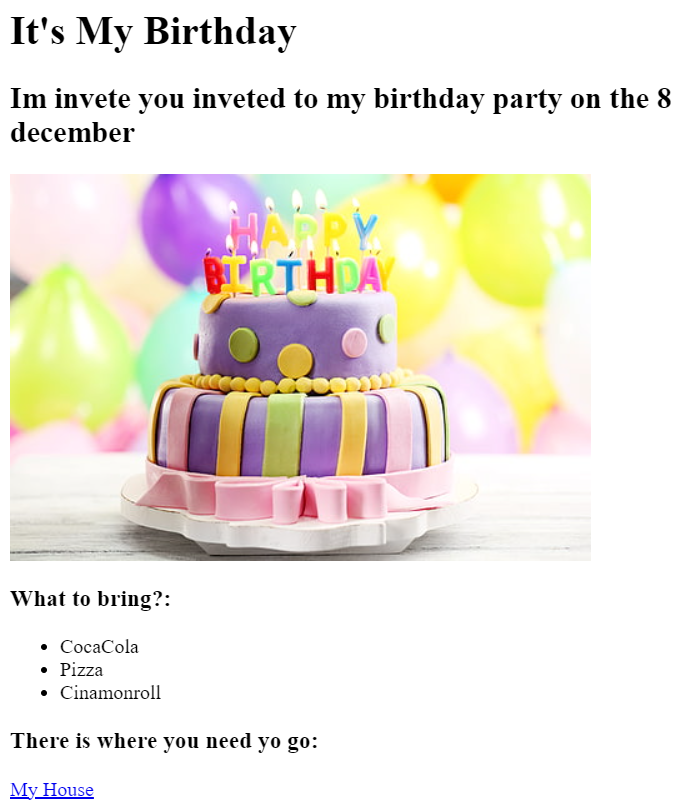 It's My Birthday
Im invete you inveted to my birthday party on the 8
december
HAPPY
BIRTHDAY
What to bring?:
CocaCola
Pizza
Cinamonroll
There is where you need yo go:
My House